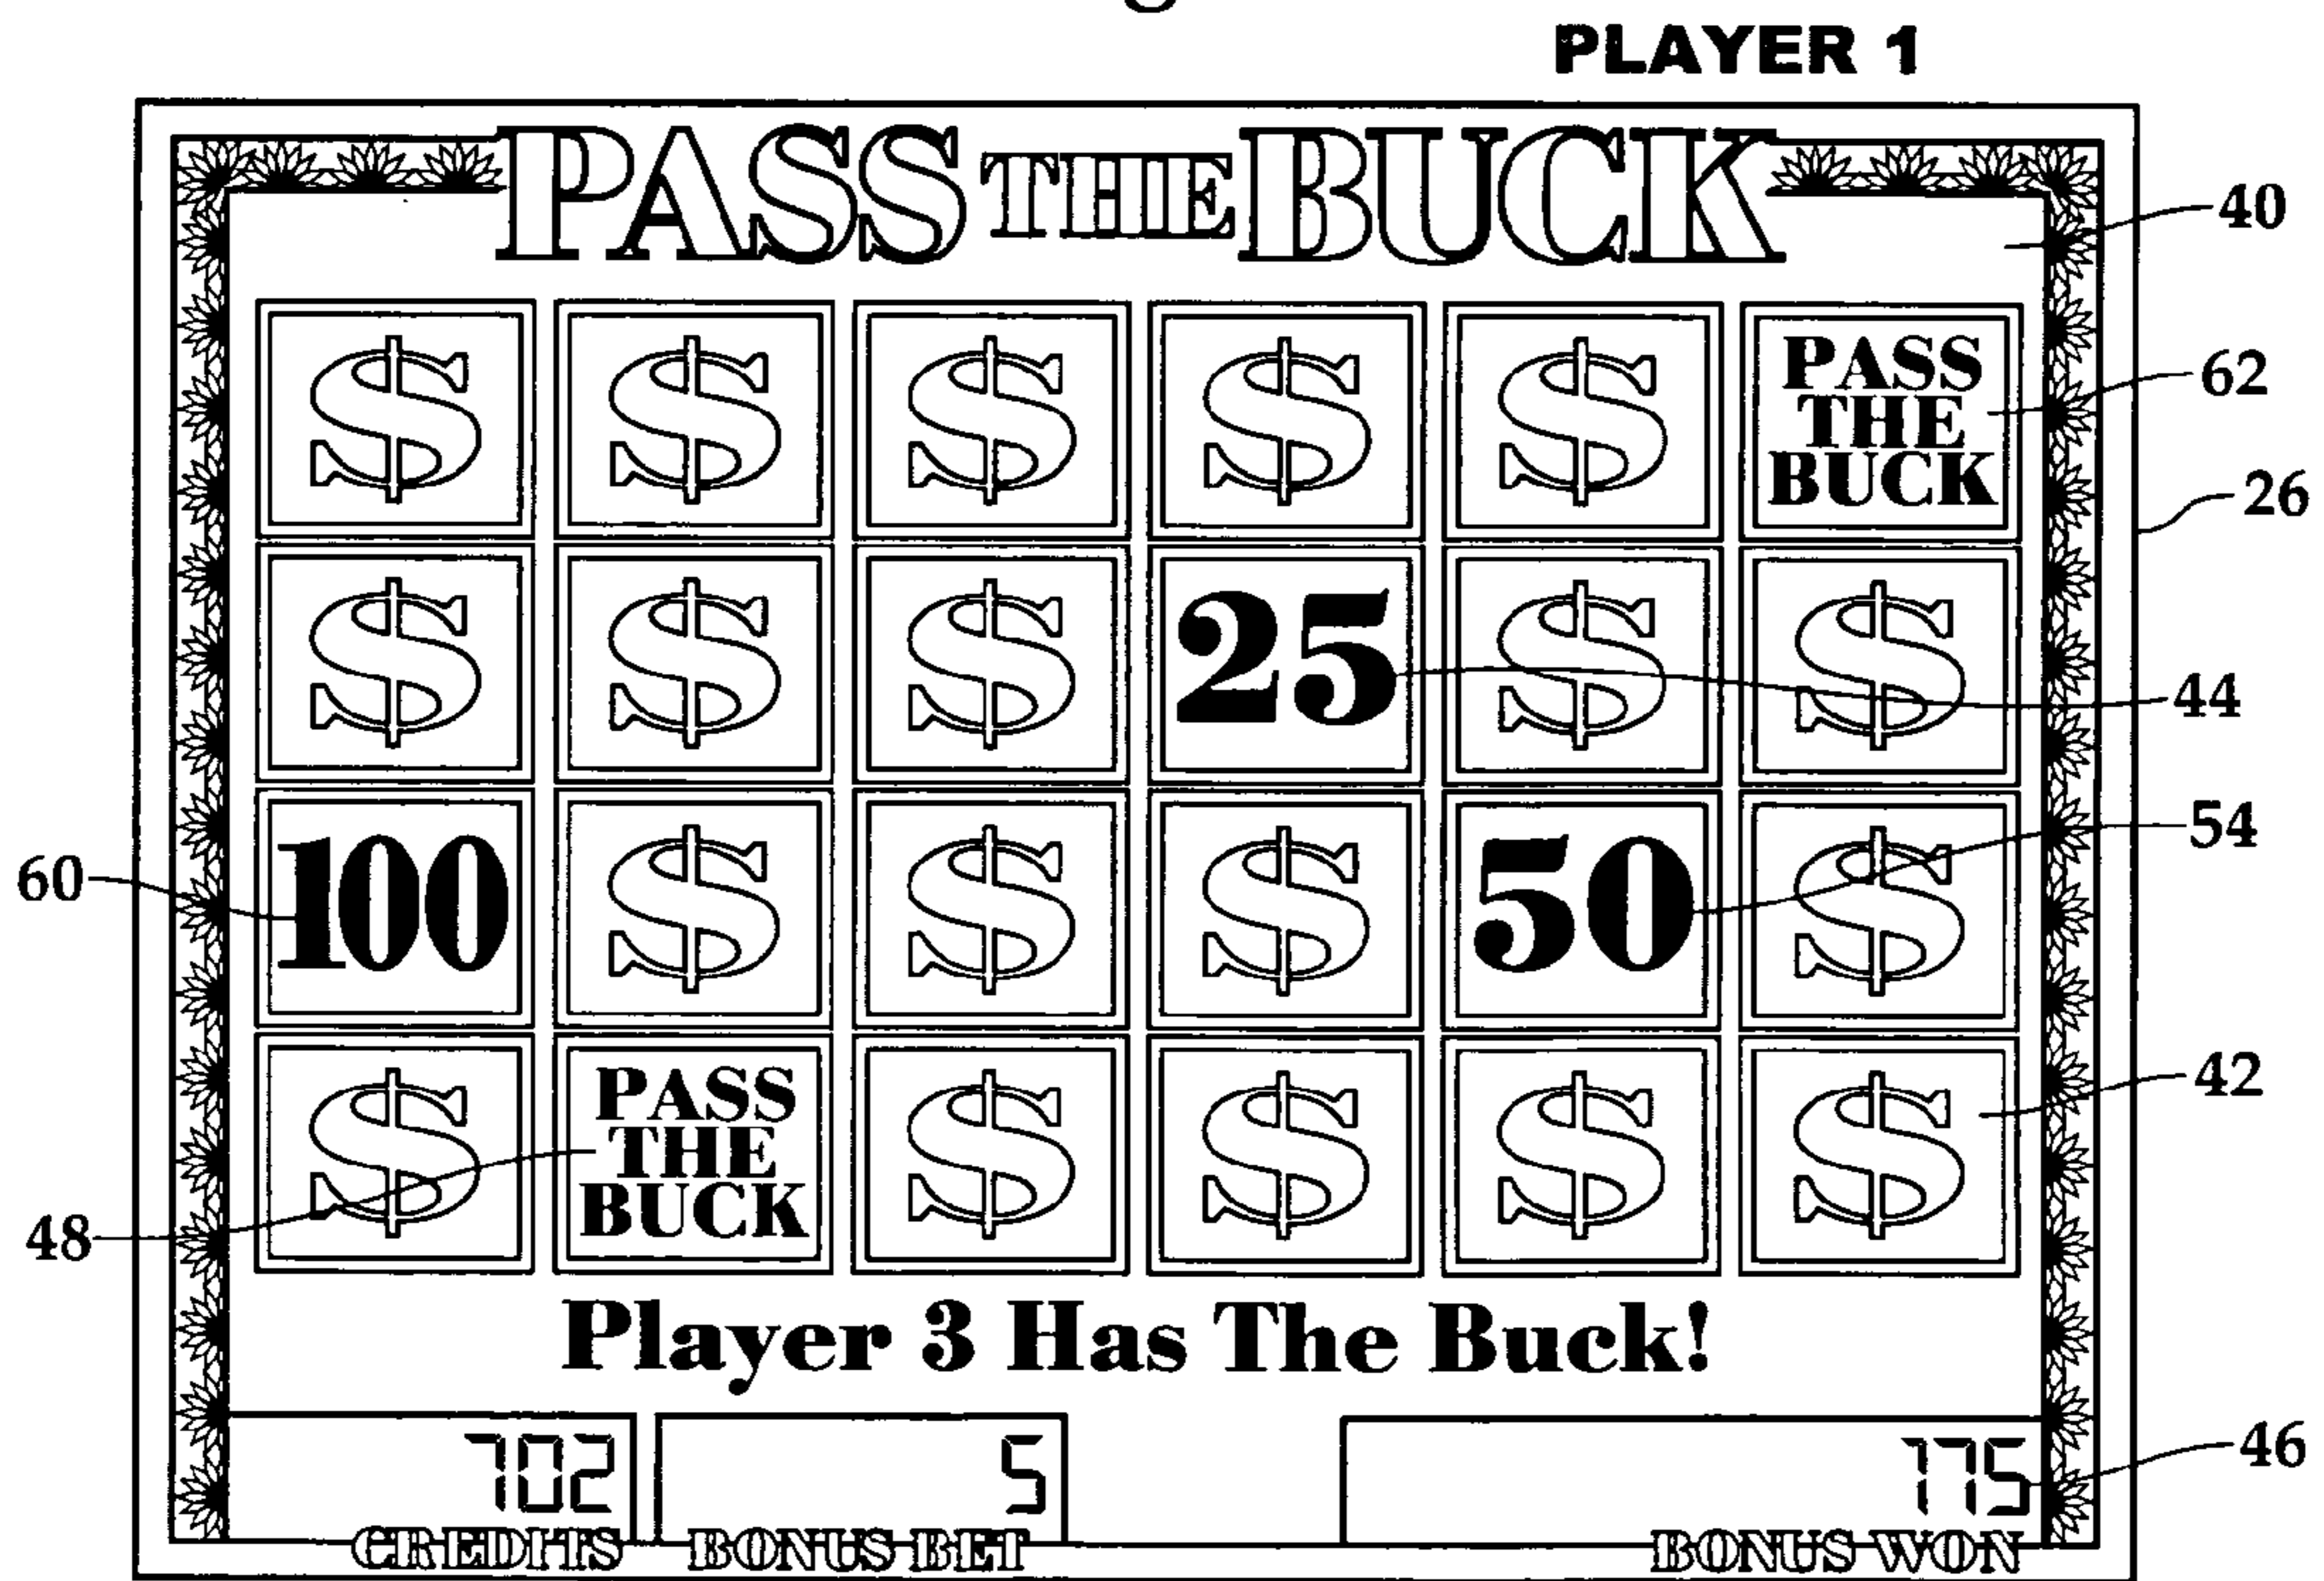 PLAYER 1
PASS THE BUCK
40
$ $ $ $ $ PASS THE BUCK
62
26
$ $ $ 25 $ $
44
100 $ $ $ 50 $
54
60
$ PASS THE BUCK $ $ $ $
42
48
Player 3 Has The Buck!
702 5 775
46
CREDITS BONUS BET BONUS WON